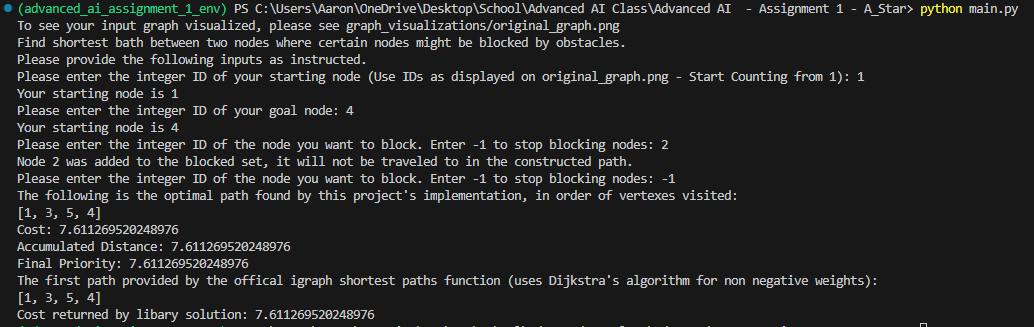 (advanced_ai_assignment_1_env) PS C:\Users\Aaron\OneDrive\Desktop\School\Advanced AI Class\Advanced AI  - Assignment 1 - A_Star> python main.py
To see your input graph visualized, please see graph_visualizations/original_graph.png
Find shortest bath between two nodes where certain nodes might be blocked by obstacles.
Please provide the following inputs as instructed.
Please enter the integer ID of your starting node (Use IDs as displayed on original_graph.png - Start Counting from 1): 1
Your starting node is 1
Please enter the integer ID of your goal node: 4
Your starting node is 4
Please enter the integer ID of the node you want to block. Enter -1 to stop blocking nodes: 2
Node 2 was added to the blocked set, it will not be traveled to in the constructed path.
Please enter the integer ID of the node you want to block. Enter -1 to stop blocking nodes: -1
The following is the optimal path found by this project's implementation, in order of vertexes visited:
[1, 3, 5, 4]
Cost: 7.611269520248976
Accumulated Distance: 7.611269520248976
Final Priority: 7.611269520248976
The first path provided by the offical igraph shortest paths function (uses Dijkstra's algorithm for non negative weights):
[1, 3, 5, 4]
Cost returned by libary solution: 7.611269520248976